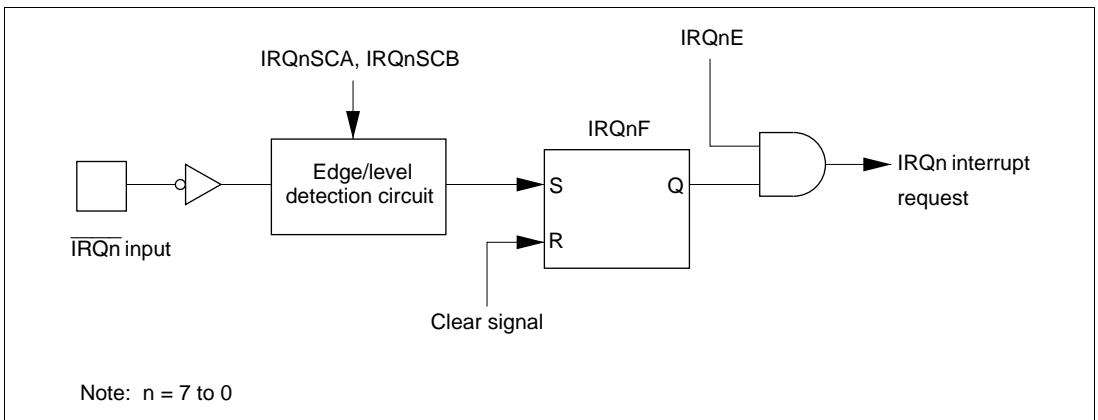 IRQnE
IRQnSCA, IRQnSCB
IRQnF
Edge/level
detection circuit
S
Q
R
IRQn interrupt
request
IRQn input
Clear signal
Note: n = 7 to 0